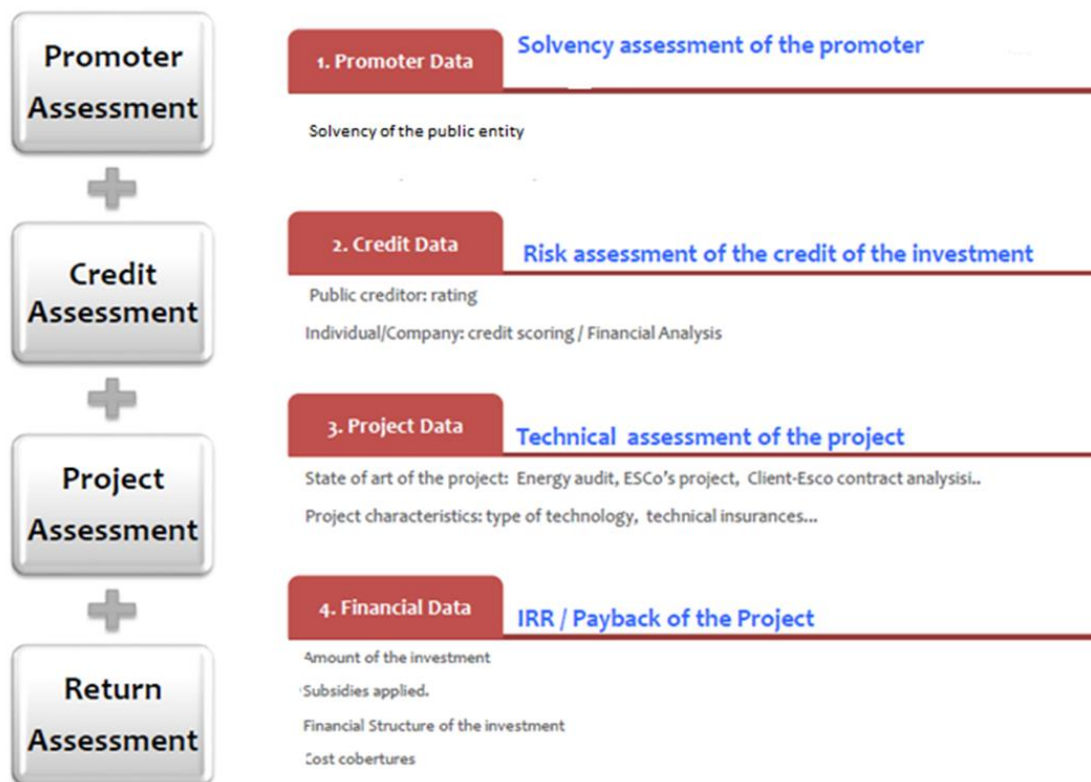 Promoter
Assessment
1. Promoter Data
Solvency assessment of the promoter
Solvency of the public entity
Credit
Assessment
2. Credit Data
Risk assessment of the credit of the investment
Public creditor: rating
Individual/Company: credit scoring / Financial Analysis
Project
Assessment
3. Project Data
Technical assessment of the project
State of art of the project: Energy audit, ESCo's project, Client-Esco contract analysisi..
Project characteristics: type of technology, technical insurances...
Return
Assessment
4. Financial Data
IRR / Payback of the Project
Amount of the investment
Subsidies applied.
Financial Structure of the investment
Cost cobertures